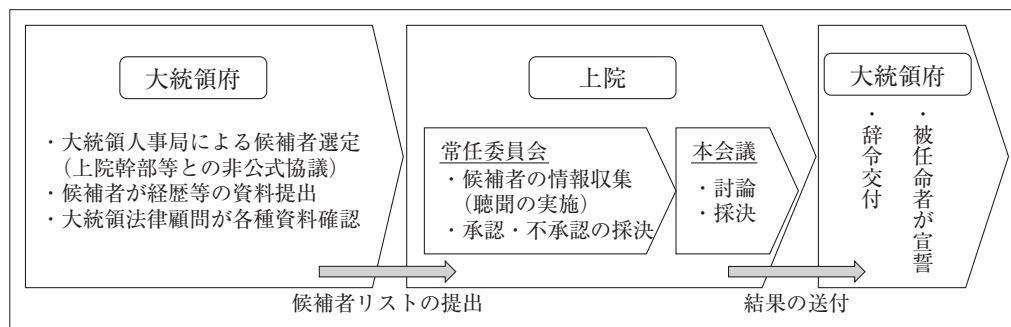 大統領府
・大統領人事局による候補者選定
（上院幹部等との非公式協議）
・候補者が経歴等の資料提出
・大統領法律顧問が各種資料確認
候補者リストの提出
上院
常任委員会
・候補者の情報収集
（聴聞の実施）
・承認・不承認の採決
本会議
・討論
・採決
結果の送付
大統領府
・被任命者が宣誓
・辞令交付